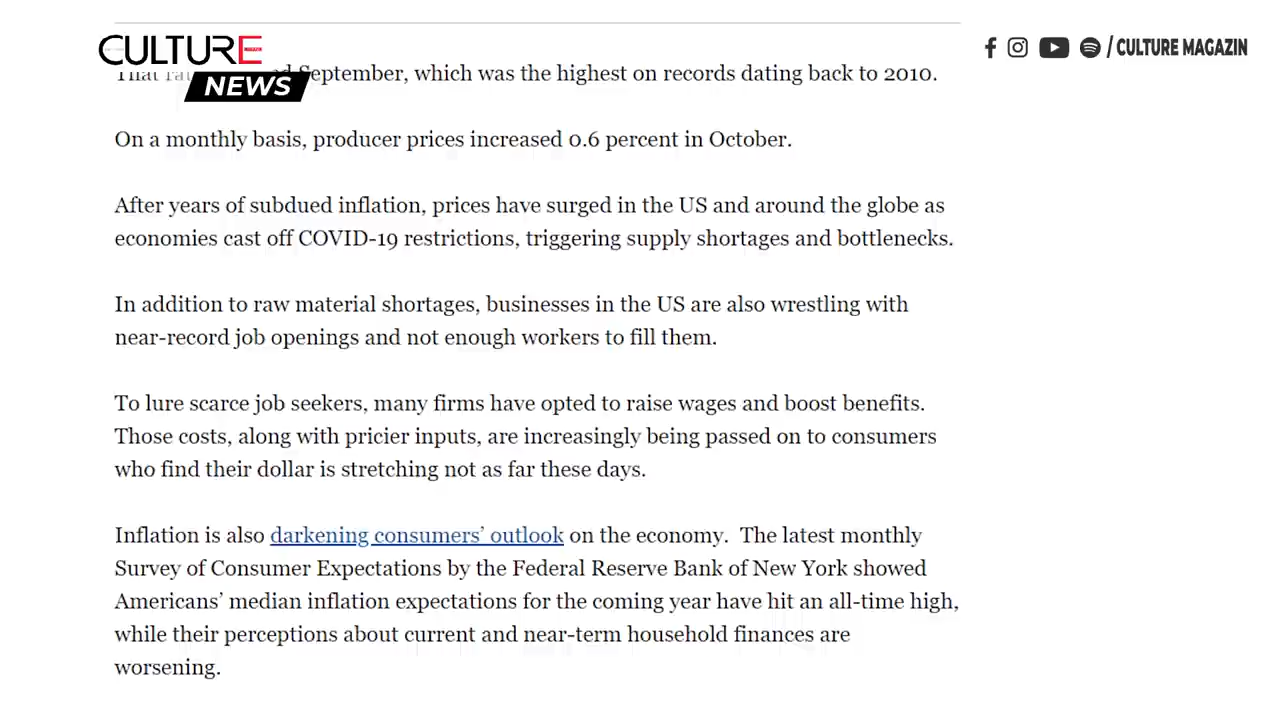 CULTURE
NEWS
/ CULTURE MAGAZIN
That September, which was the highest on records dating back to 2010.
On a monthly basis, producer prices increased 0.6 percent in October.
After years of subdued inflation, prices have surged in the US and around the globe as
economies cast off COVID-19 restrictions, triggering supply shortages and bottlenecks.
In addition to raw material shortages, businesses in the US are also wrestling with
near-record job openings and not enough workers to fill them.
To lure scarce job seekers, many firms have opted to raise wages and boost benefits.
Those costs, along with pricier inputs, are increasingly being passed on to consumers
who find their dollar is stretching not as far these days.
Inflation is also darkening consumers’ outlook on the economy.  The latest monthly
Survey of Consumer Expectations by the Federal Reserve Bank of New York showed
Americans’ median inflation expectations for the coming year have hit an all-time high,
while their perceptions about current and near-term household finances are
worsening.